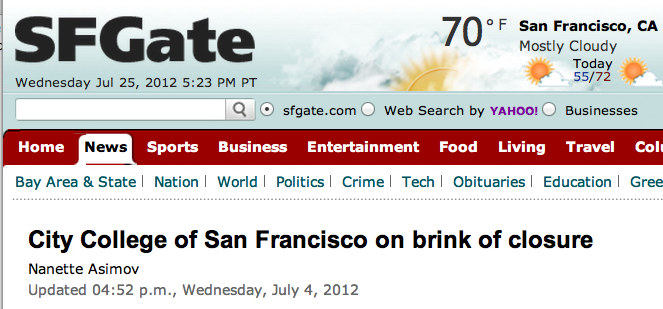 SFGate
70° F
San Francisco, CA
Mostly Cloudy
Today
55/72
Wednesday Jul 25, 2012 5:23 PM PT
sfgate.com Web Search by YAHOO! Businesses
Home News Sports Business Entertainment Food Living Travel Colu
Bay Area & State | Nation | World | Politics | Crime | Tech | Obituaries | Education | Gree
City College of San Francisco on brink of closure
Nanette Asimov
Updated 04:52 p.m., Wednesday, July 4, 2012